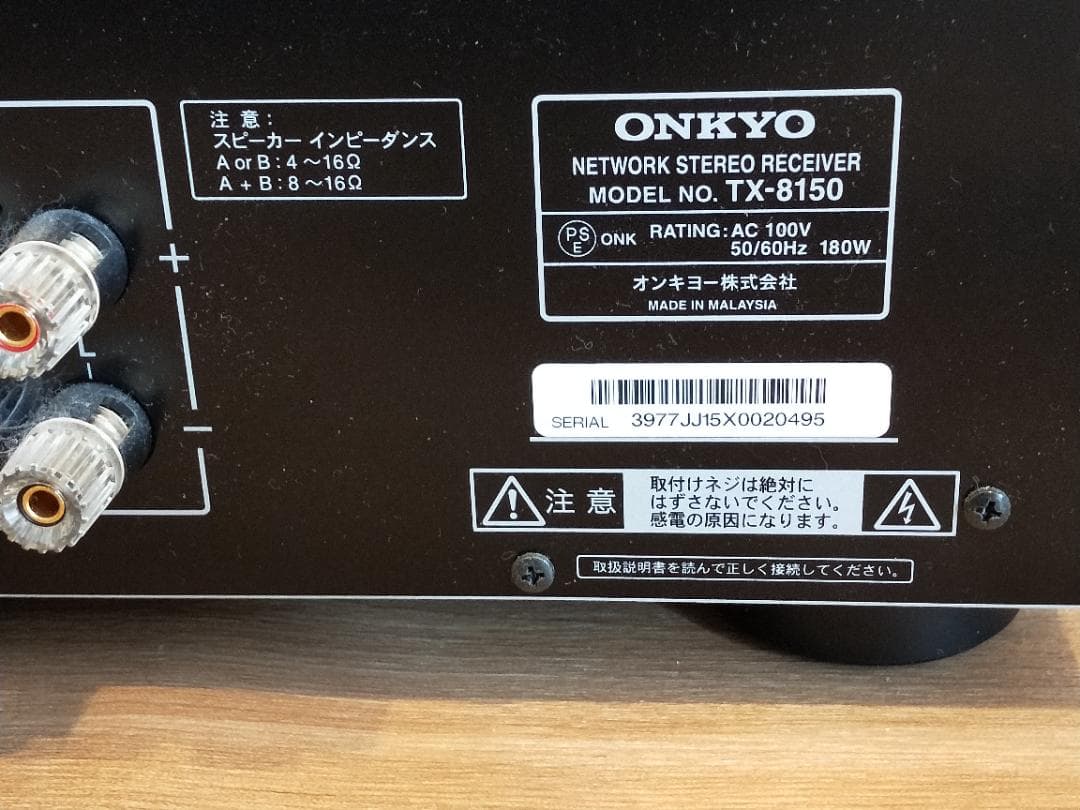 注 意 :
スピーカー インピーダンス
A or B : 4 ～16Ω
A + B : 8 ～16Ω
+
−
ONKYO
NETWORK STEREO RECEIVER
MODEL NO. TX-8150
PS
E
ONK
RATING: AC 100V
50/60Hz 180W
オンキヨー株式会社
MADE IN MALAYSIA
SERIAL 3977JJ15X0020495
注 意
取付けネジは絶対に
はずさないでください。
感電の原因になります。
取扱説明書を読んで正しく接続してください。